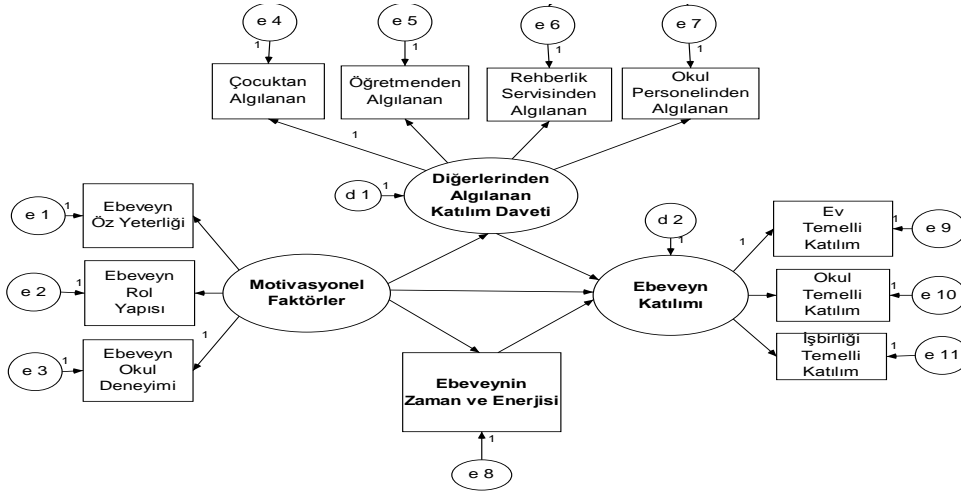 e 4
e 5
e 6
e 7
1
1
1
1
Çocuktan
Algılanan
Öğretmenden
Algılanan
Rehberlik
Servisinden
Algılanan
Okul
Personelinden
Algılanan
1
d 1
1
Diğerlerinden
Algılanan
Katılım Daveti
e 1
1
Ebeveyn
Öz Yeterliği
d 2
1
1
Ev
Temelli
Katılım
1
e 9
e 2
1
Ebeveyn
Rol
Yapısı
Motivasyonel
Faktörler
Ebeveyn
Katılımı
Okul
Temelli
Katılım
1
e 10
e 3
1
Ebeveyn
Okul
Deneyimi
1
İşbirliği
Temelli
Katılım
1
e 11
Ebeveynin
Zaman ve Enerjisi
1
e 8